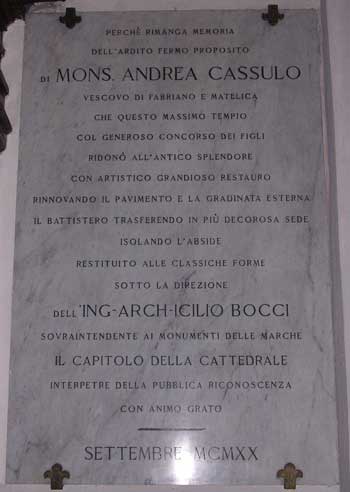 PERCHÈ RIMANGA MEMORIA
DELL'ARDITO FERMO PROPOSITO
DI MONS. ANDREA CASSULO
VESCOVO DI FABRIANO E MATELICA
CHE QUESTO MASSIMO TEMPIO
COL GENEROSO CONCORSO DEI FIGLI
RIDONÒ ALL'ANTICO SPLENDORE
CON ARTISTICO GRANDIOSO RESTAURO
RINNOVANDO IL PAVIMENTO E LA GRADINATA ESTERNA
IL BATTISTERO TRASFERENDO IN PIÙ DECOROSA SEDE
ISOLANDO L'ABSIDE
RESTITUITO ALLE CLASSICHE FORME
SOTTO LA DIREZIONE
DELL'ING-ARCH-ICILIO BOCCI
SOVRAINTENDENTE AI MONUMENTI DELLE MARCHE
IL CAPITOLO DELLA CATTEDRALE
INTERPETRE DELLA PUBBLICA RICONOSCENZA
CON ANIMO GRATO
SETTEMBRE MCMXX